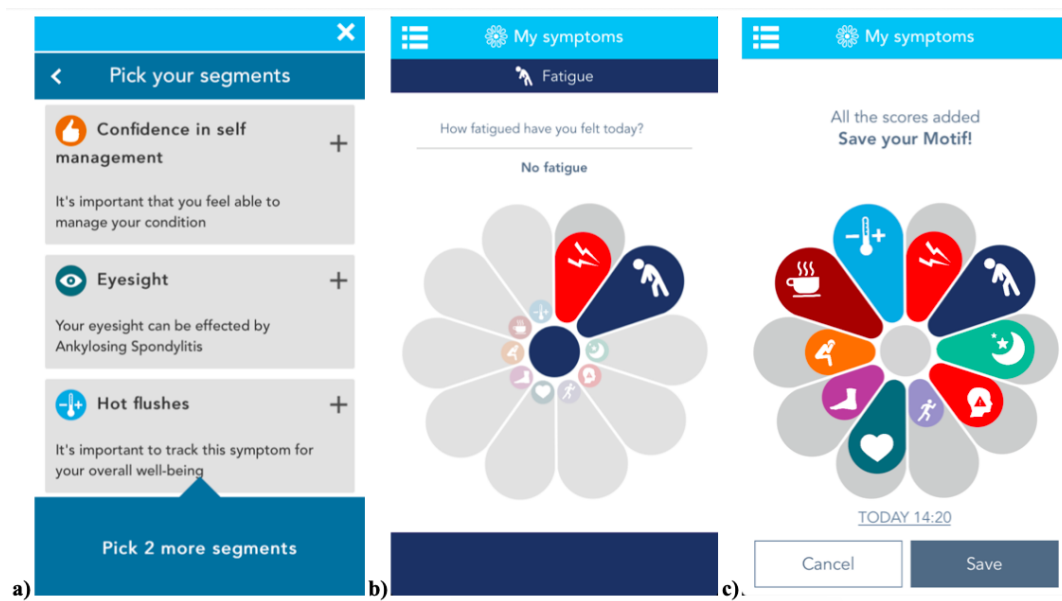 Pick your segments
Confidence in self
management
It's important that you feel able to
manage your condition
Eyesight
Your eyesight can be effected by
Ankylosing Spondylitis
Hot flushes
It's important to track this symptom for
your overall well-being
Pick 2 more segments
a)
My symptoms
Fatigue
How fatigued have you felt today?
No fatigue
b)
My symptoms
All the scores added
Save your Motif!
TODAY 14:20
Cancel
Save
c)